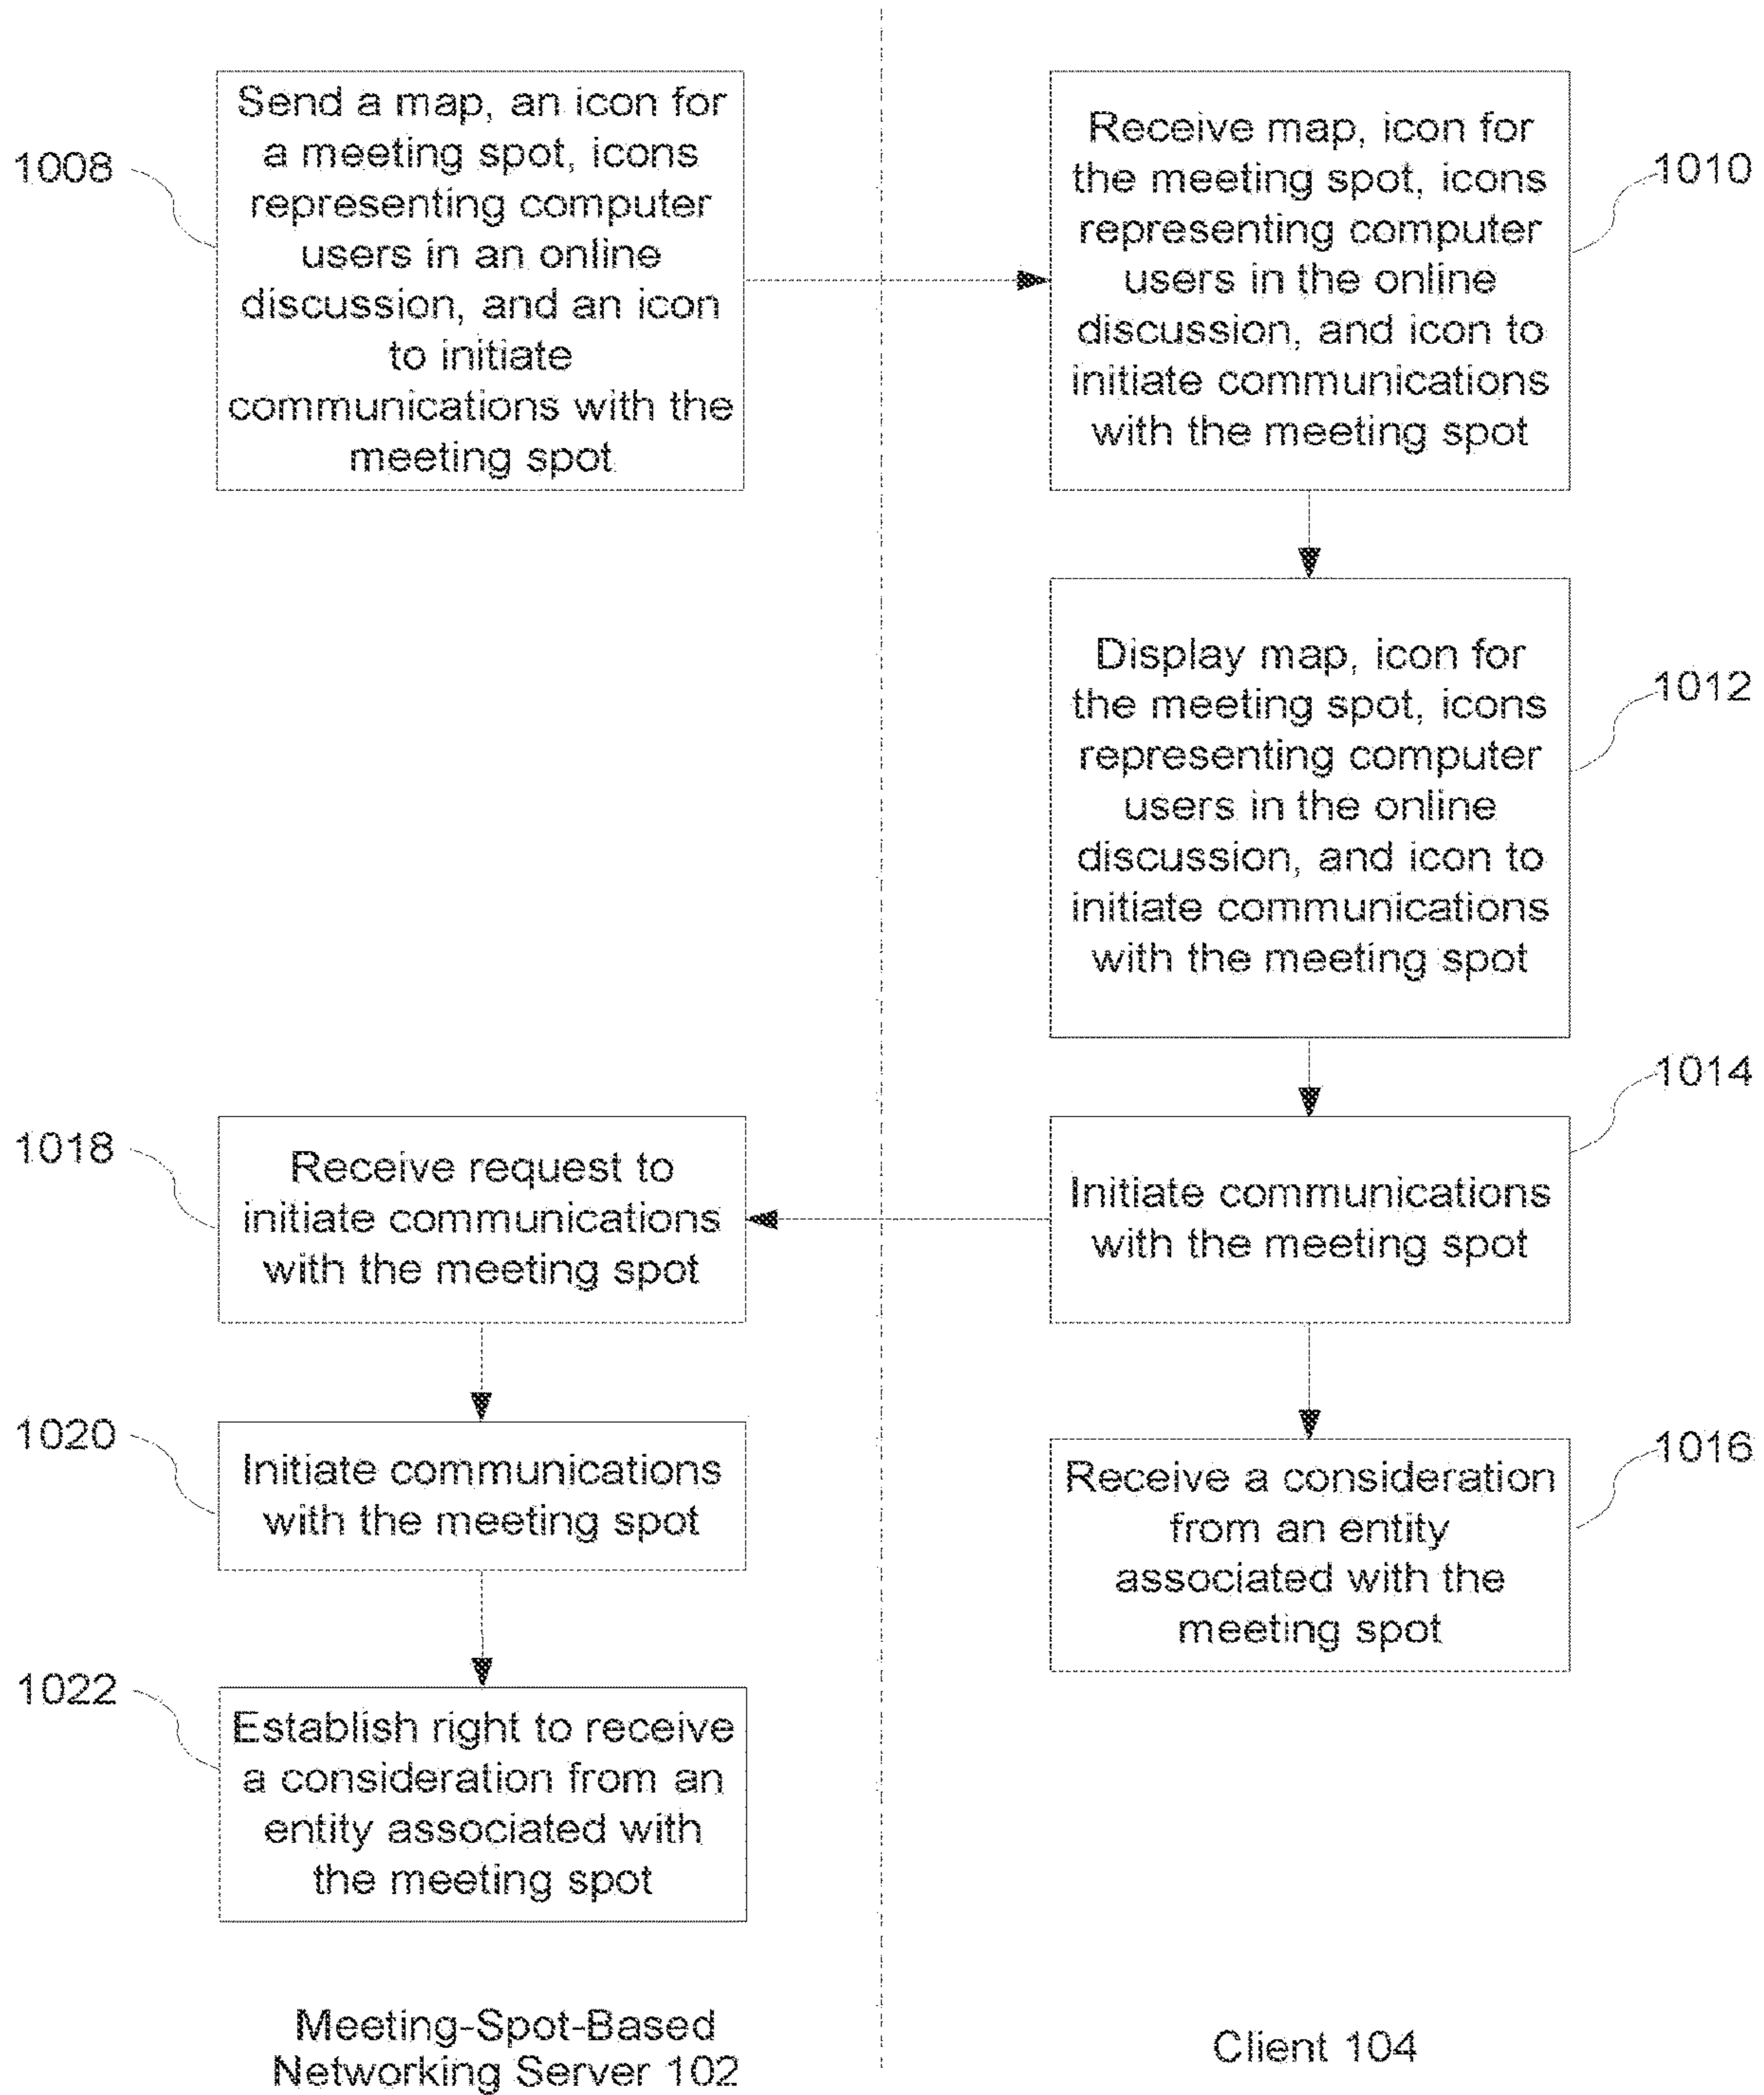 1008
Send a map, an icon for
a meeting spot, icons
representing computer
users in an online
discussion, and an icon
to initiate
communications with the
meeting spot
1010
Receive map, icon for
the meeting spot, icons
representing computer
users in the online
discussion, and icon to
initiate communications
with the meeting spot
1012
Display map, icon for
the meeting spot, icons
representing computer
users in the online
discussion, and icon to
initiate communications
with the meeting spot
1014
Initiate communications
with the meeting spot
1018
Receive request to
initiate communications
with the meeting spot
1016
Receive a consideration
from an entity
associated with the
meeting spot
1020
Initiate communications
with the meeting spot
1022
Establish right to receive
a consideration from an
entity associated with
the meeting spot
Meeting-Spot-Based
Networking Server 102
Client 104